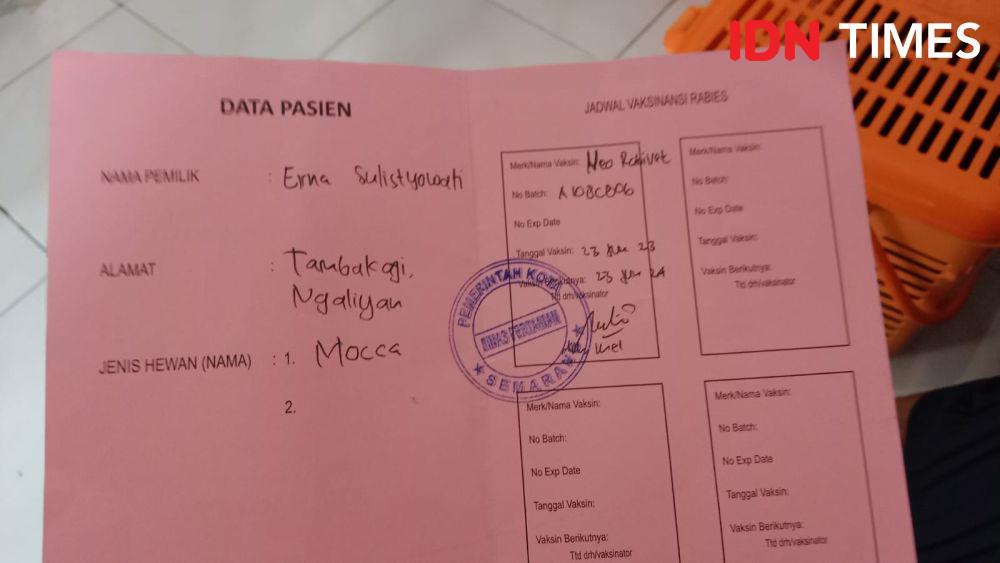 IDN TIMES
DATA PASIEN
NAMA PEMILIK : Erna Sulistyowati
ALAMAT : Tambakaji,
Ngaliyan
JENIS HEWAN (NAMA) : 1. Mocca
2.
JADWAL VAKSINANSI RABIES
Merk/Nama Vaksin: Neo Rabivet
No Batch:
No Exp Date
Tanggal Vaksin: 23 Jun 23
Vaksin Berikutnya: 23 Jun 24
Ttd drh/vaksinator
PEMERINTAH KOTA
DINAS PERTANIAN
SEMARANG
Merk/Nama Vaksin:
No Batch:
No Exp Date
Tanggal Vaksin:
Vaksin Berikutnya:
Ttd drh/vaksinator
Merk/Nama Vaksin:
No Batch:
No Exp Date
Tanggal Vaksin:
Vaksin Berikutnya:
Ttd drh/vaksinator
Merk/Nama Vaksin:
No Batch:
No Exp Date
Tanggal Vaksin:
Vaksin Berikutnya:
Ttd drh/vaksinator